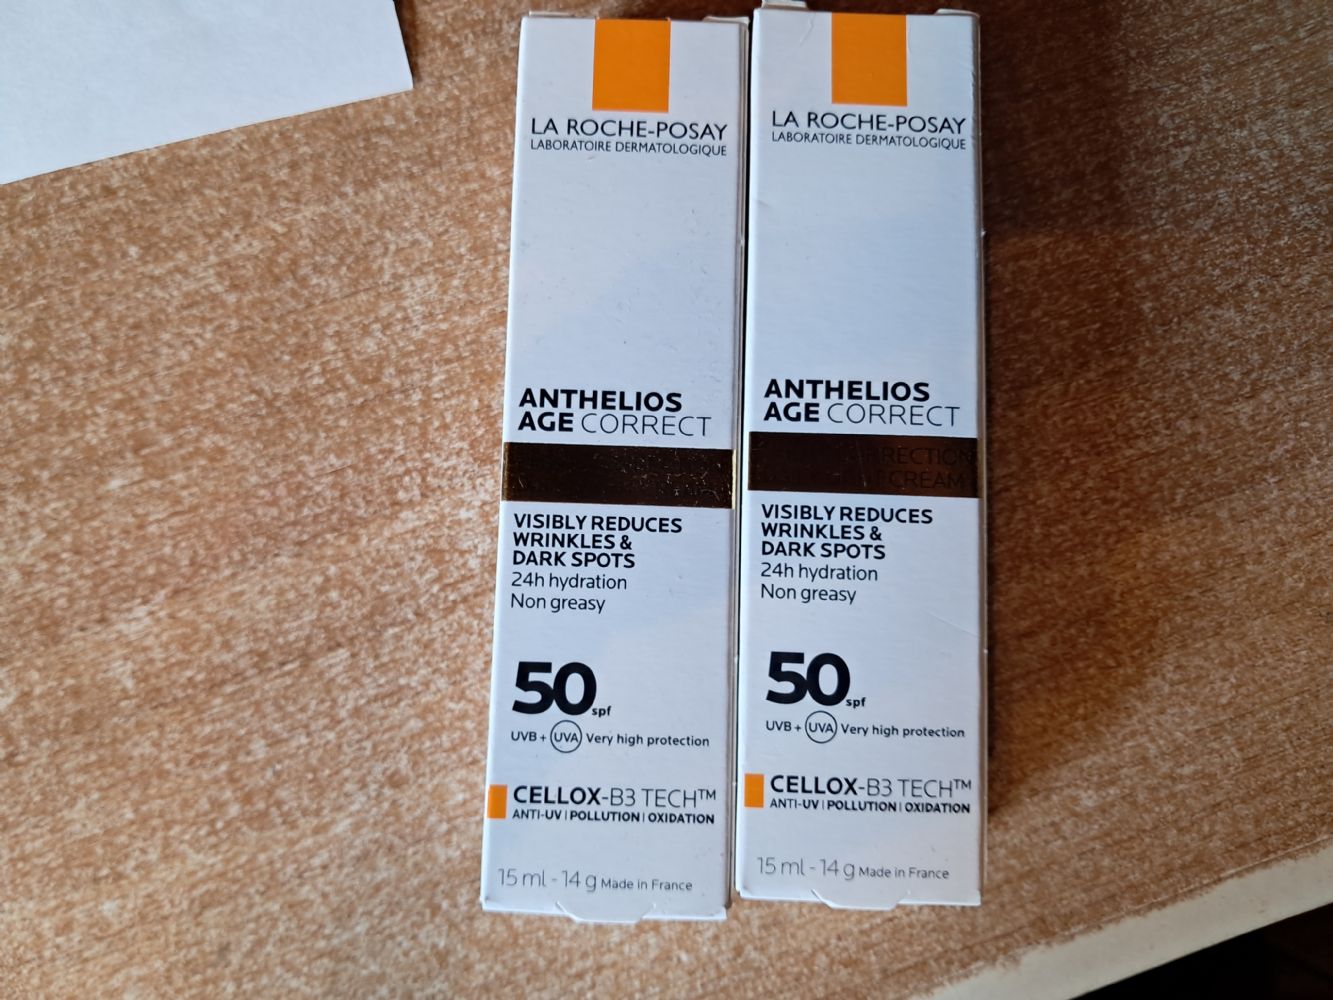 LA ROCHE-POSAY
LABORATOIRE DERMATOLOGIQUE
ANTHELIOS
AGE CORRECT
VISIBLY REDUCES
WRINKLES &
DARK SPOTS
24h hydration
Non greasy
50 spf
UVB + UVA Very high protection
CELLOX-B3 TECH™
ANTI-UV | POLLUTION | OXIDATION
15 ml - 14 g Made in France
LA ROCHE-POSAY
LABORATOIRE DERMATOLOGIQUE
ANTHELIOS
AGE CORRECT
CREAM
VISIBLY REDUCES
WRINKLES &
DARK SPOTS
24h hydration
Non greasy
50 spf
UVB + UVA Very high protection
CELLOX-B3 TECH™
ANTI-UV | POLLUTION | OXIDATION
15 ml - 14 g Made in France